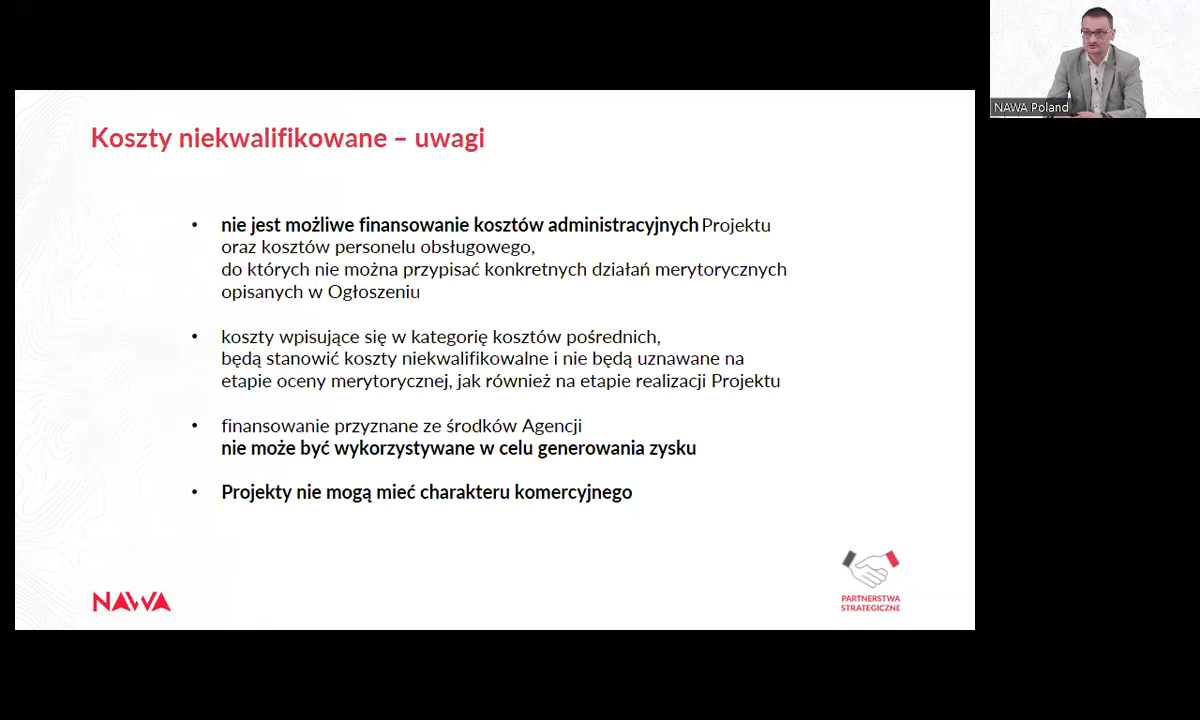 NAWA Poland
Koszty niekwalifikowane – uwagi
• nie jest możliwe finansowanie kosztów administracyjnych Projektu
oraz kosztów personelu obsługowego,
do których nie można przypisać konkretnych działań merytorycznych
opisanych w Ogłoszeniu
• koszty wpisujące się w kategorię kosztów pośrednich,
będą stanowić koszty niekwalifikowalne i nie będą uznawane na
etapie oceny merytorycznej, jak również na etapie realizacji Projektu
• finansowanie przyznane ze środków Agencji
nie może być wykorzystywane w celu generowania zysku
• Projekty nie mogą mieć charakteru komercyjnego
NAWA
PARTNERSTWA
STRATEGICZNE